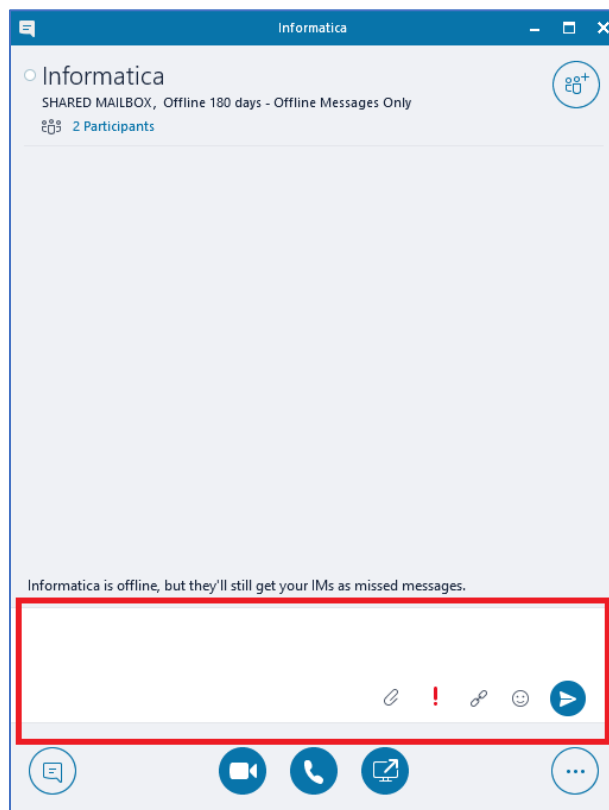 Informatica
Informatica
SHARED MAILBOX, Offline 180 days - Offline Messages Only
2 Participants
Informatica is offline, but they'll still get your IMs as missed messages.